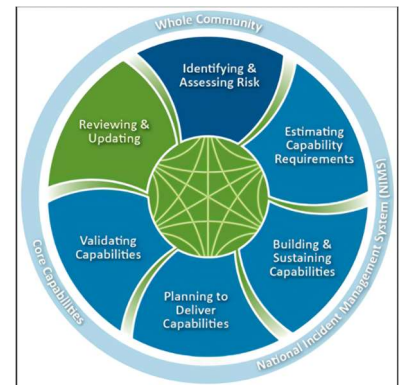 Whole Community
Identifying &
Assessing Risk
Estimating
Capability
Requirements
Building &
Sustaining
Capabilities
Planning to
Deliver
Capabilities
Validating
Capabilities
Reviewing &
Updating
National Incident Management System (NIMS)
Core Capabilities